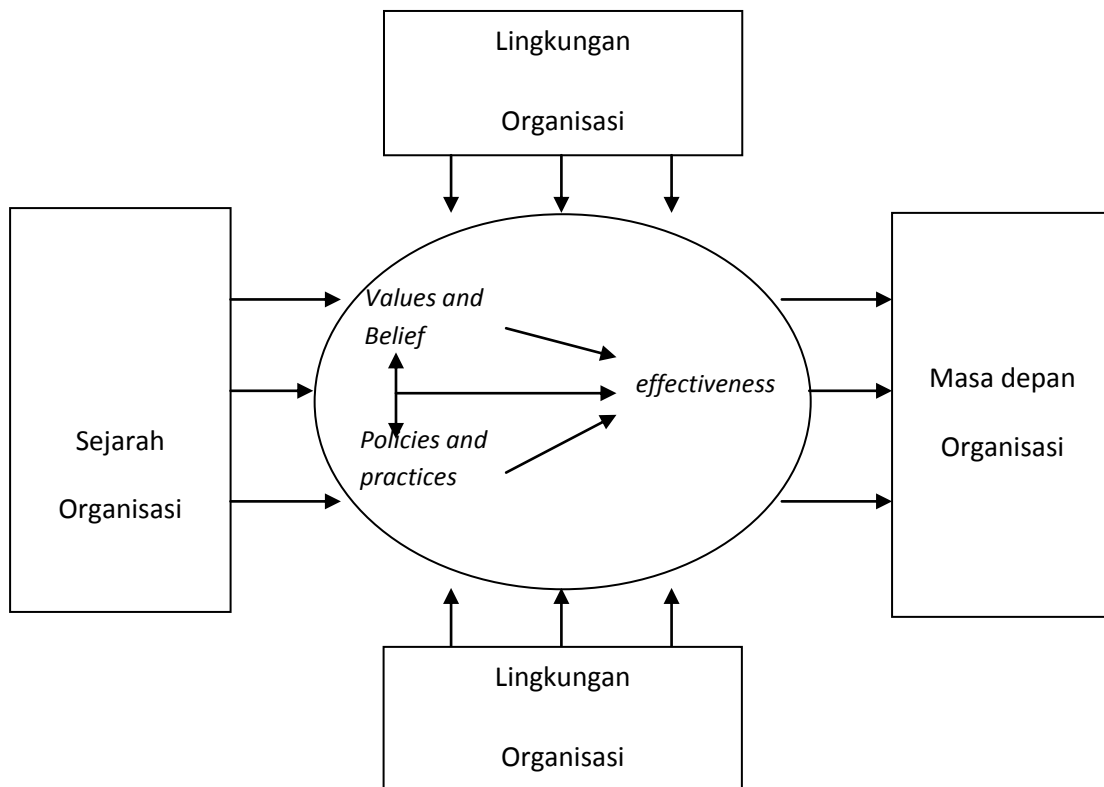 Lingkungan
Organisasi
Sejarah
Organisasi
Values and
Belief
Policies and
practices
effectiveness
Masa depan
Organisasi
Lingkungan
Organisasi